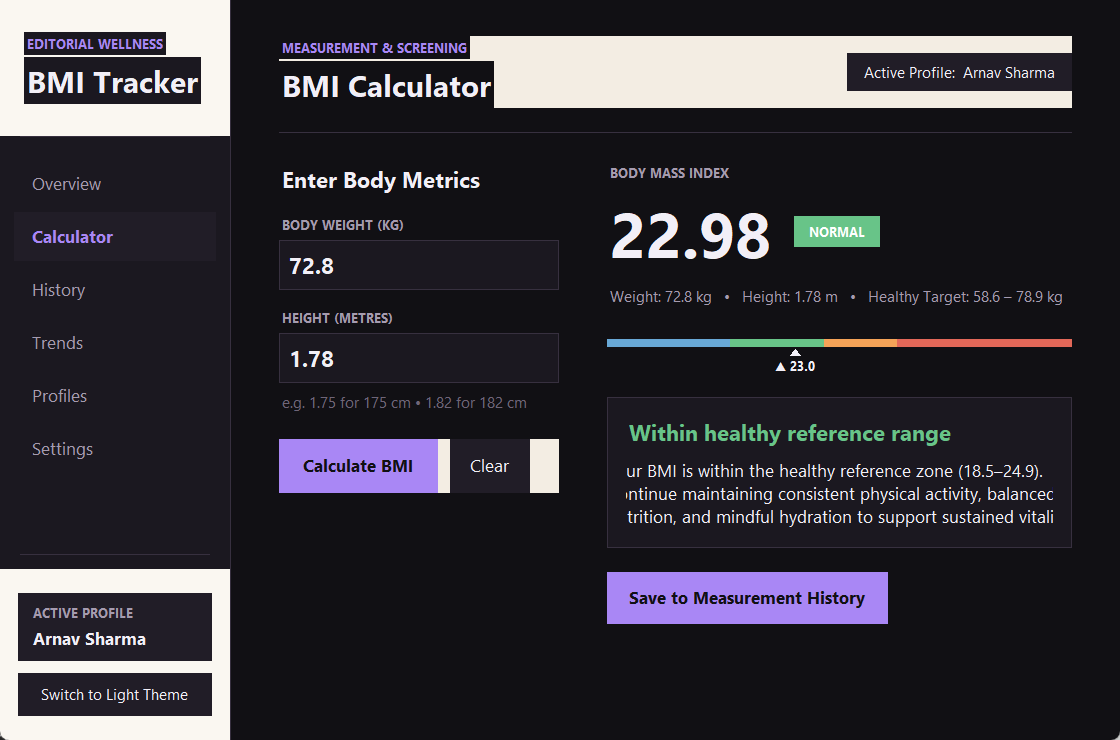 EDITORIAL WELLNESS
BMI Tracker
Overview
Calculator
History
Trends
Profiles
Settings
ACTIVE PROFILE
Arnav Sharma
Switch to Light Theme
MEASUREMENT & SCREENING
BMI Calculator
Active Profile: Arnav Sharma
Enter Body Metrics
BODY WEIGHT (KG)
72.8
HEIGHT (METRES)
1.78
e.g. 1.75 for 175 cm • 1.82 for 182 cm
Calculate BMI
Clear
BODY MASS INDEX
22.98
NORMAL
Weight: 72.8 kg • Height: 1.78 m • Healthy Target: 58.6 – 78.9 kg
▲ 23.0
Within healthy reference range
ur BMI is within the healthy reference zone (18.5–24.9).
ntinue maintaining consistent physical activity, balanced
trition, and mindful hydration to support sustained vitali
Save to Measurement History